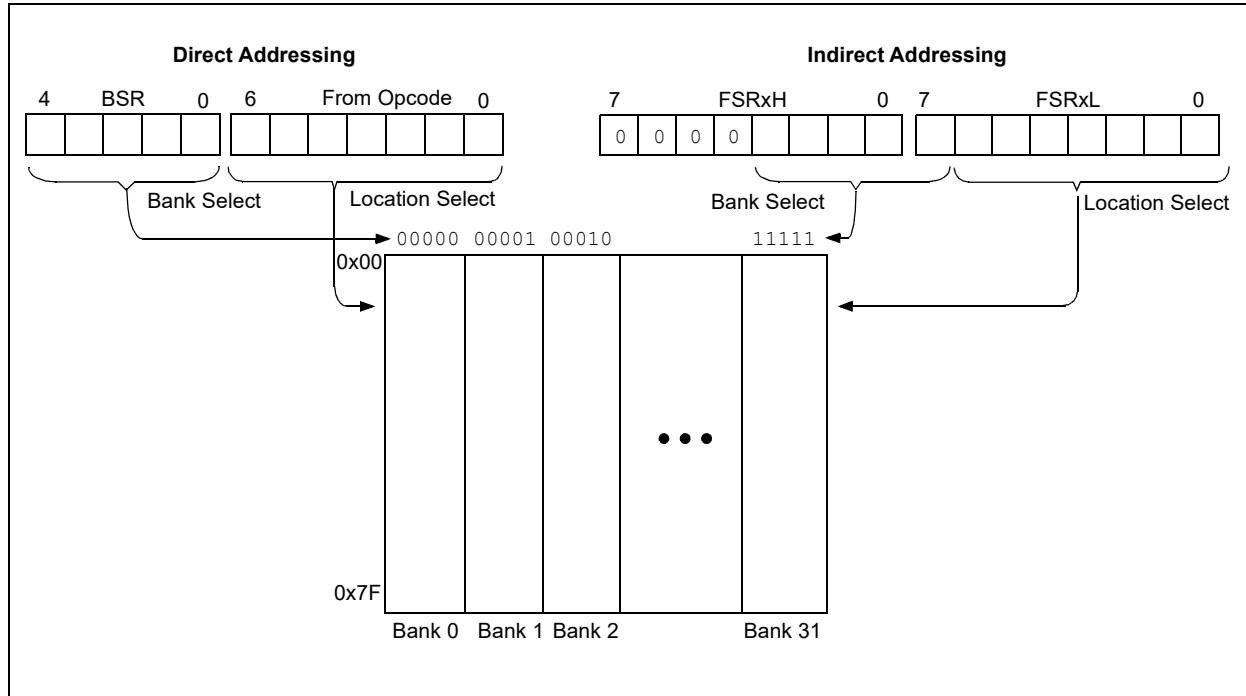 Direct Addressing
Indirect Addressing
4 BSR 0 6 From Opcode 0
7 FSRxH 0 7 FSRxL 0
0 0 0 0
Bank Select
Location Select
Bank Select
Location Select
00000 00001 00010 11111
0x00
0x7F
Bank 0 Bank 1 Bank 2 Bank 31